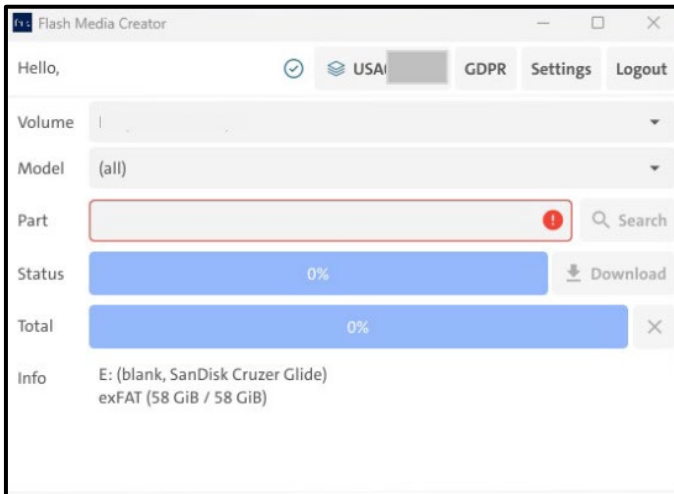 Flash Media Creator
Hello, USA GDPR Settings Logout
Volume
Model (all)
Part Search
Status 0% Download
Total 0%
Info E: (blank, SanDisk Cruzer Glide)
exFAT (58 GiB / 58 GiB)